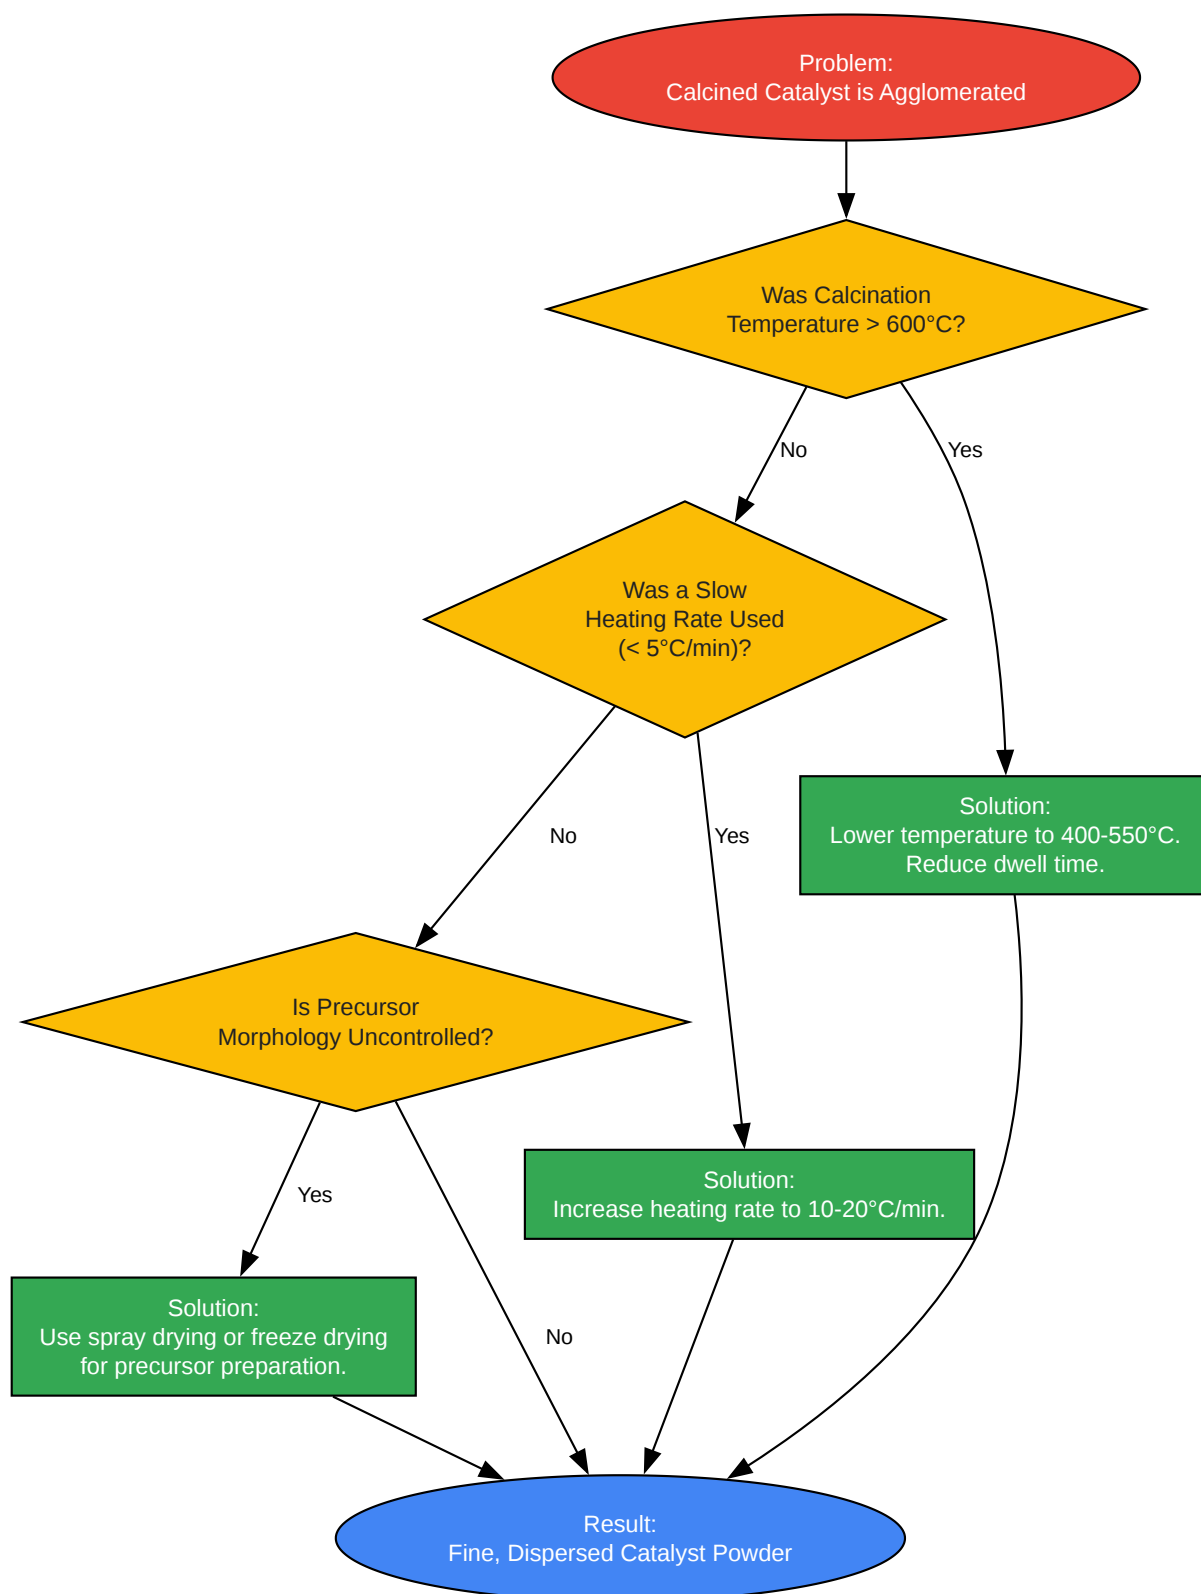 Problem:
Calcined Catalyst is Agglomerated
Was Calcination
Temperature > 600°C?
No
Yes
Was a Slow
Heating Rate Used
(< 5°C/min)?
Solution:
Lower temperature to 400-550°C.
Reduce dwell time.
No
Yes
Is Precursor
Morphology Uncontrolled?
Solution:
Increase heating rate to 10-20°C/min.
Yes
No
Solution:
Use spray drying or freeze drying
for precursor preparation.
Result:
Fine, Dispersed Catalyst Powder